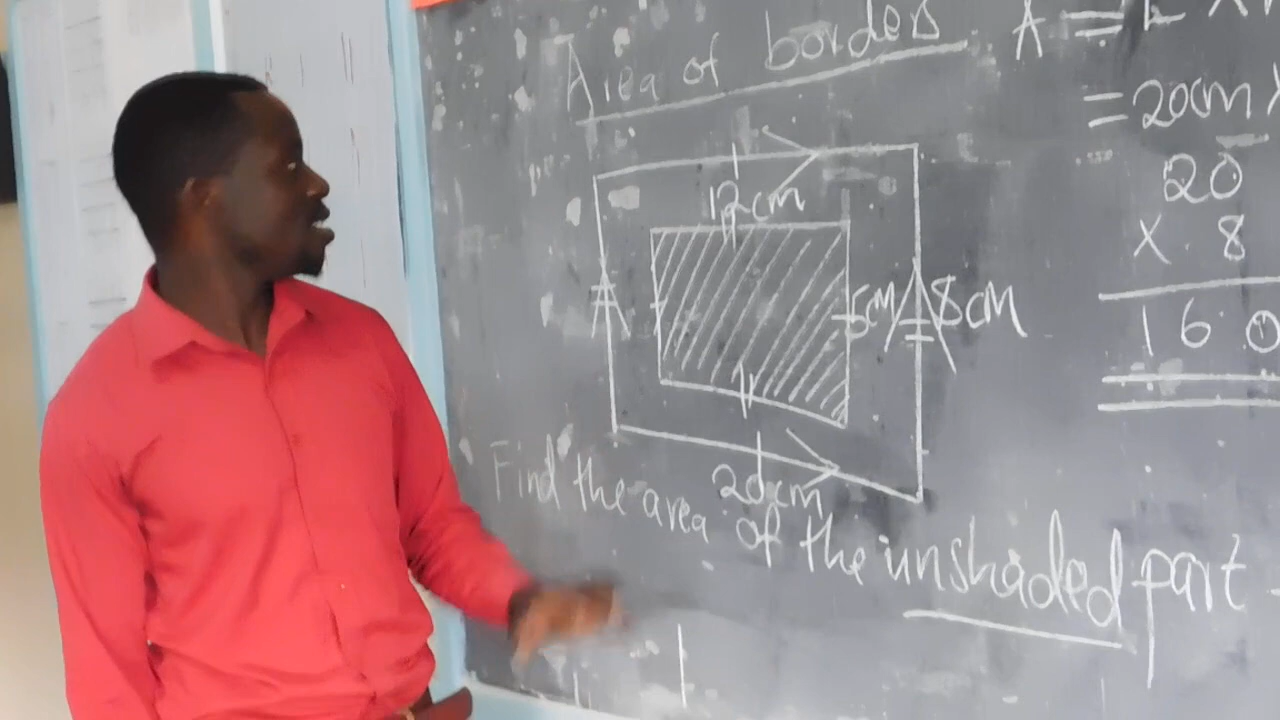 Area of borders
12cm
5cm
8cm
20cm
Find the area of the unshaded part
A =
= 20cm
20
× 8
160